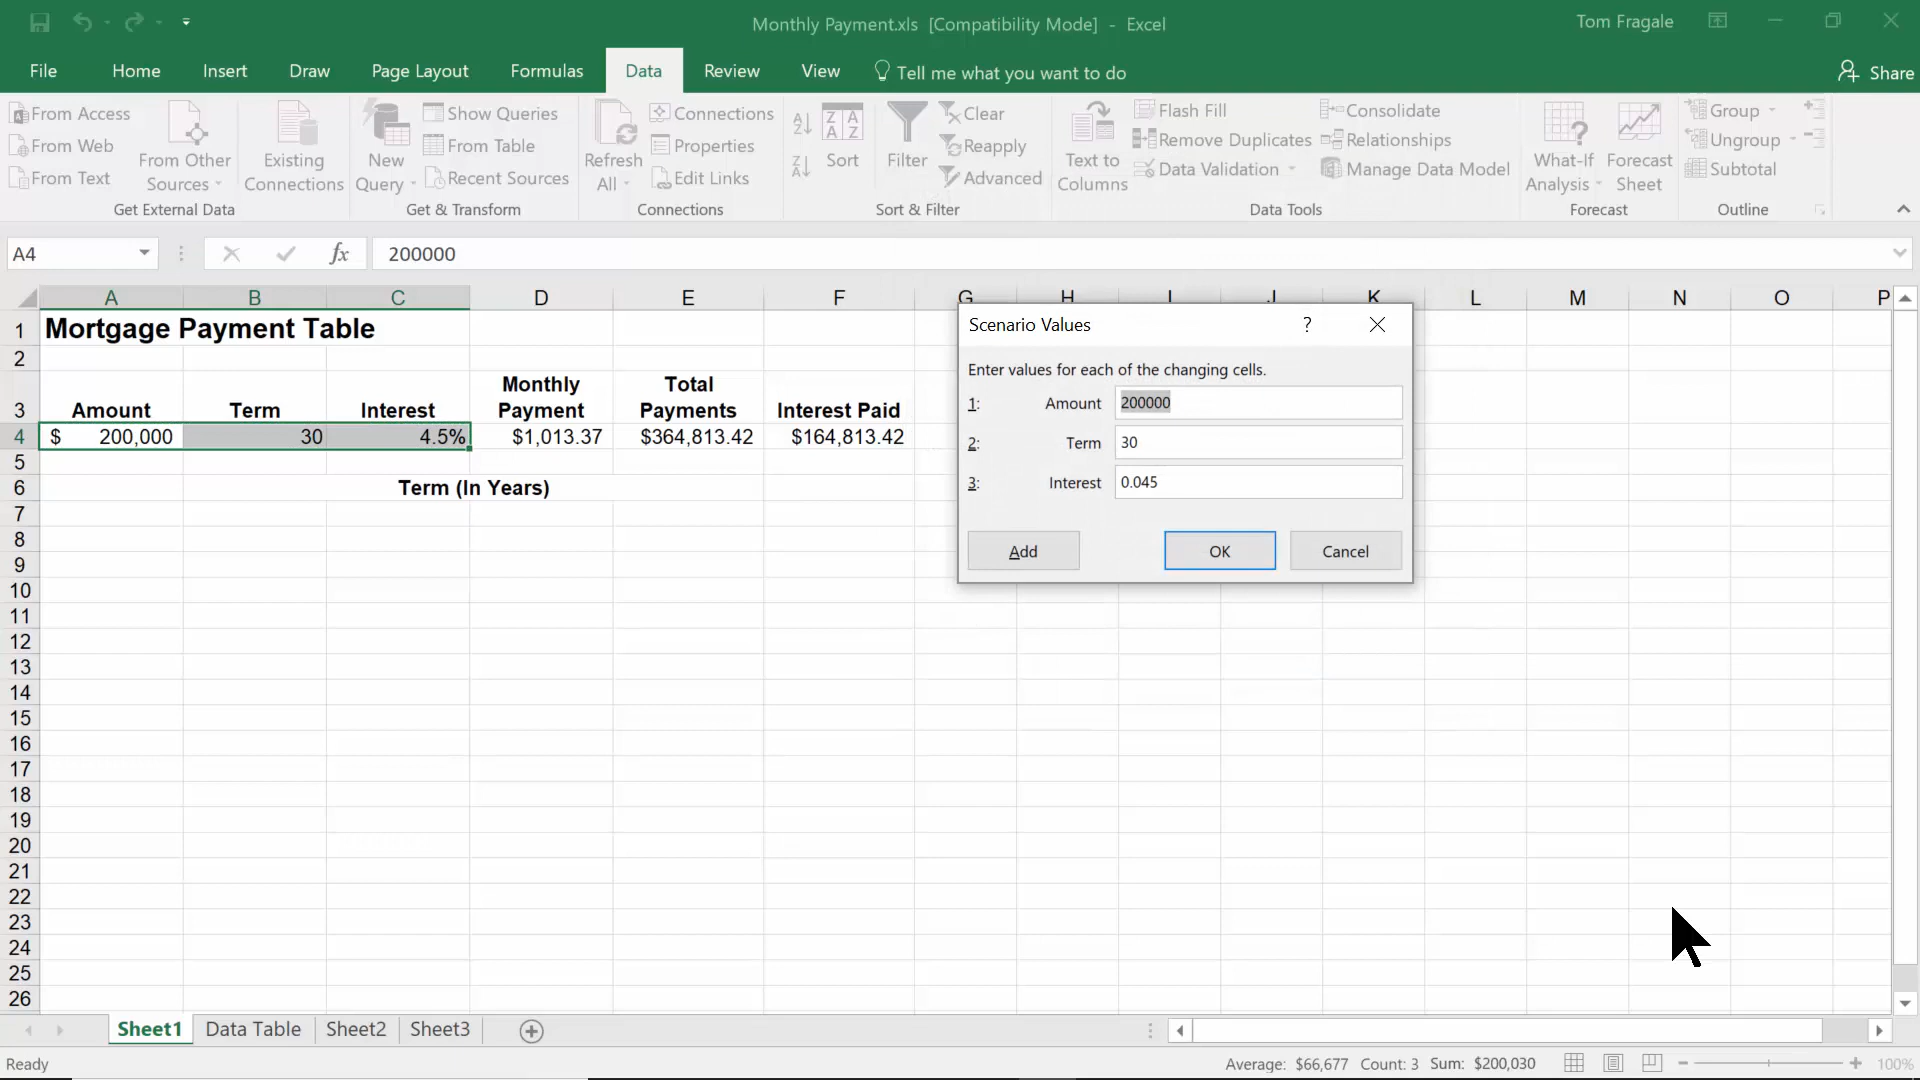 Monthly Payment.xls [Compatibility Mode] - Excel
Tom Fragale
File Home Insert Draw Page Layout Formulas Data Review View Tell me what you want to do Share
From Access
From Web
From Text
From Other Sources
Existing Connections
Get External Data
New Query
Show Queries
From Table
Recent Sources
Get & Transform
Refresh All
Connections
Properties
Edit Links
Connections
Sort
Filter
Clear
Reapply
Advanced
Sort & Filter
Text to Columns
Flash Fill
Remove Duplicates
Data Validation
Consolidate
Relationships
Manage Data Model
Data Tools
What-If Analysis
Forecast Sheet
Forecast
Group
Ungroup
Subtotal
Outline
A4 fx 200000
A B C D E F G H I J K L M N O P
1 Mortgage Payment Table
2
3 Amount Term Interest Monthly Payment Total Payments Interest Paid
4 $ 200,000 30 4.5% $1,013.37 $364,813.42 $164,813.42
5
6 Term (In Years)
7
8
9
10
11
12
13
14
15
16
17
18
19
20
21
22
23
24
25
26
Scenario Values ?
Enter values for each of the changing cells.
1: Amount 200000
2: Term 30
3: Interest 0.045
Add OK Cancel
Sheet1 Data Table Sheet2 Sheet3
Ready Average: $66,677 Count: 3 Sum: $200,030 100%